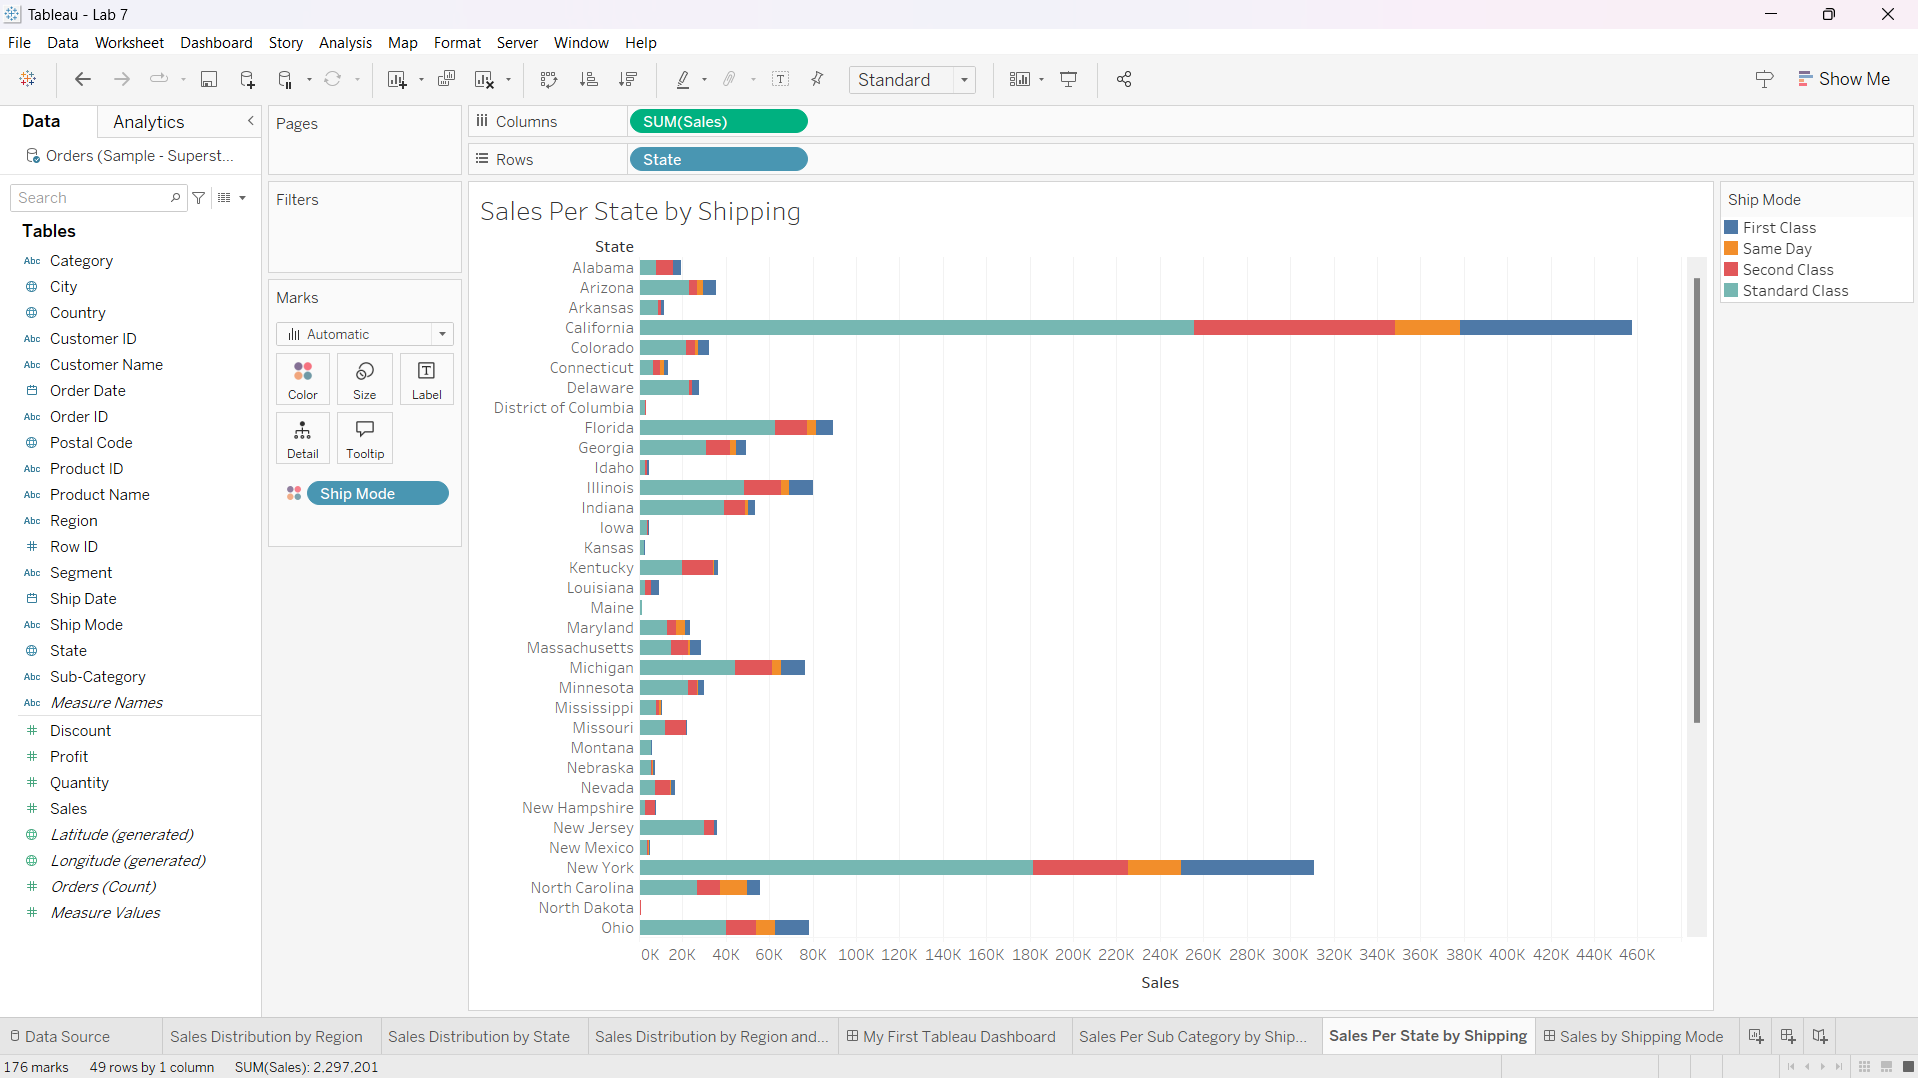 Tableau - Lab 7
File Data Worksheet Dashboard Story Analysis Map Format Server Window Help
Standard
Show Me
Data Analytics
Orders (Sample - Superst...
Search
Tables
Abc Category
City
Country
Abc Customer ID
Abc Customer Name
Order Date
Abc Order ID
Postal Code
Abc Product ID
Abc Product Name
Abc Region
Row ID
Abc Segment
Ship Date
Abc Ship Mode
State
Abc Sub-Category
Abc Measure Names
Discount
Profit
Quantity
Sales
Latitude (generated)
Longitude (generated)
Orders (Count)
Measure Values
Pages
Filters
Marks
Automatic
Color Size Label
Detail Tooltip
Ship Mode
Columns SUM(Sales)
Rows State
Sales Per State by Shipping
State
Alabama
Arizona
Arkansas
California
Colorado
Connecticut
Delaware
District of Columbia
Florida
Georgia
Idaho
Illinois
Indiana
Iowa
Kansas
Kentucky
Louisiana
Maine
Maryland
Massachusetts
Michigan
Minnesota
Mississippi
Missouri
Montana
Nebraska
Nevada
New Hampshire
New Jersey
New Mexico
New York
North Carolina
North Dakota
Ohio
0K 20K 40K 60K 80K 100K 120K 140K 160K 180K 200K 220K 240K 260K 280K 300K 320K 340K 360K 380K 400K 420K 440K 460K
Sales
Ship Mode
First Class
Same Day
Second Class
Standard Class
Data Source Sales Distribution by Region Sales Distribution by State Sales Distribution by Region and... My First Tableau Dashboard Sales Per Sub Category by Ship... Sales Per State by Shipping Sales by Shipping Mode
176 marks 49 rows by 1 column SUM(Sales): 2,297,201